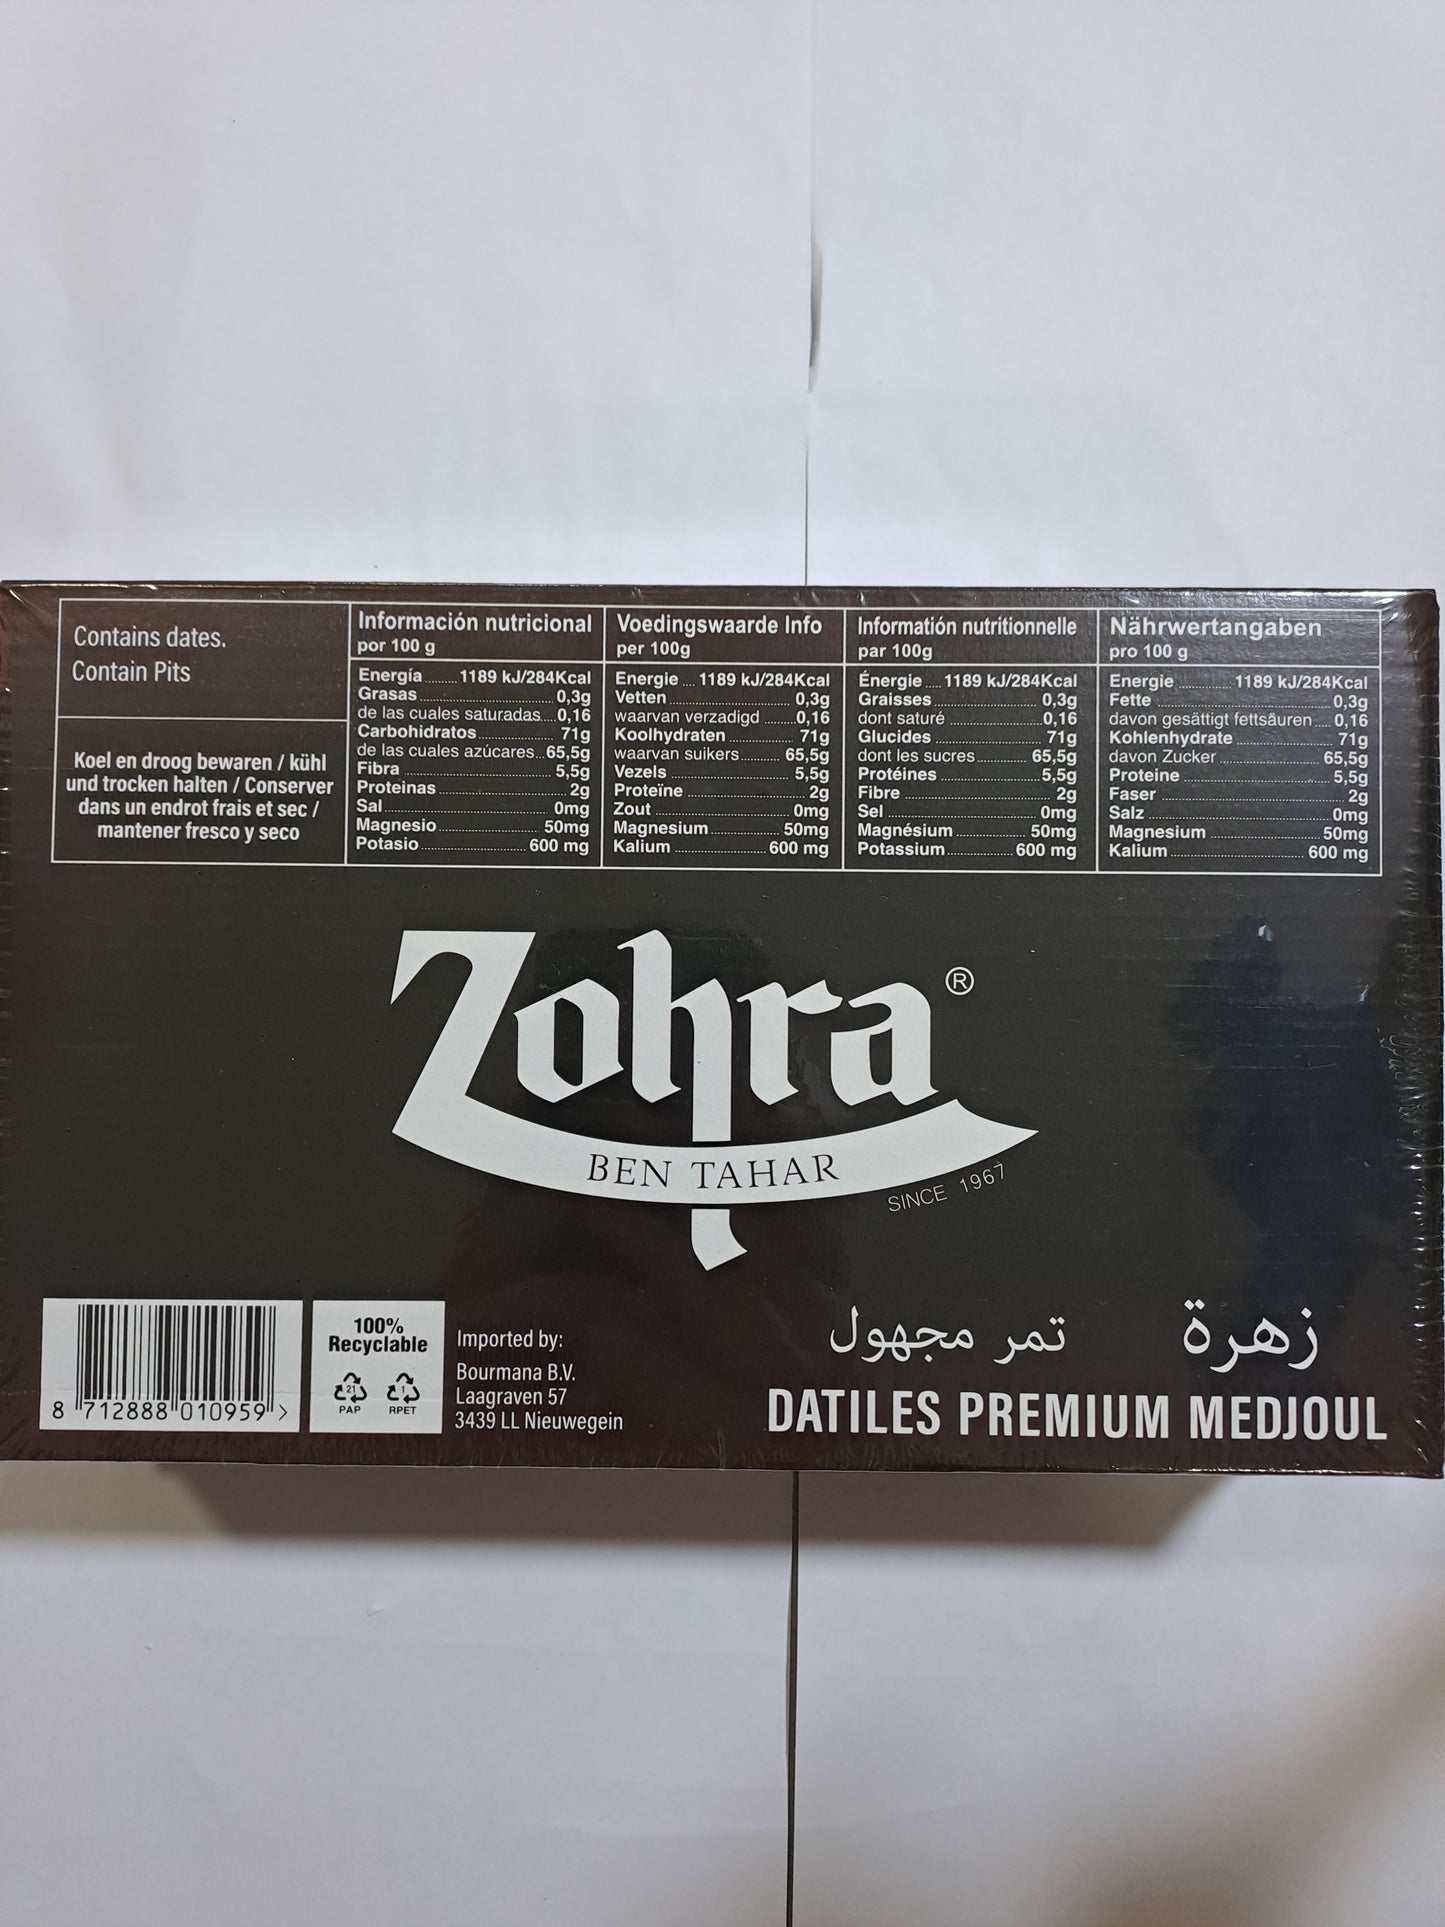 Contains dates.
Contain Pits
Koel en droog bewaren / kühl
und trocken halten / Conserver
dans un endrot frais et sec /
mantener fresco y seco
Información nutricional
por 100 g
Energía 1189 kJ/284Kcal
Grasas 0,3g
de las cuales saturadas 0,16
Carbohidratos 71g
de las cuales azúcares 65,5g
Fibra 5,5g
Proteinas 2g
Sal 0mg
Magnesio 50mg
Potasio 600 mg
Voedingswaarde Info
per 100g
Energie 1189 kJ/284Kcal
Vetten 0,3g
waarvan verzadigd 0,16
Koolhydraten 71g
waarvan suikers 65,5g
Vezels 5,5g
Proteïne 2g
Zout 0mg
Magnesium 50mg
Kalium 600 mg
Informatión nutritionnelle
par 100g
Énergie 1189 kJ/284Kcal
Graisses 0,3g
dont saturé 0,16
Glucides 71g
dont les sucres 65,5g
Protéines 5,5g
Fibre 2g
Sel 0mg
Magnésium 50mg
Potassium 600 mg
Nährwertangaben
pro 100 g
Energie 1189 kJ/284Kcal
Fette 0,3g
davon gesättigt fettsäuren 0,16
Kohlenhydrate 71g
davon Zucker 65,5g
Proteine 5,5g
Faser 2g
Salz 0mg
Magnesium 50mg
Kalium 600 mg
Zohra®
BEN TAHAR
SINCE 1967
8 712888 010959 >
100%
Recyclable
21 1
PAP RPET
Imported by:
Bourmana B.V.
Laagraven 57
3439 LL Nieuwegein
زهرة تمر مجهول
DATILES PREMIUM MEDJOUL